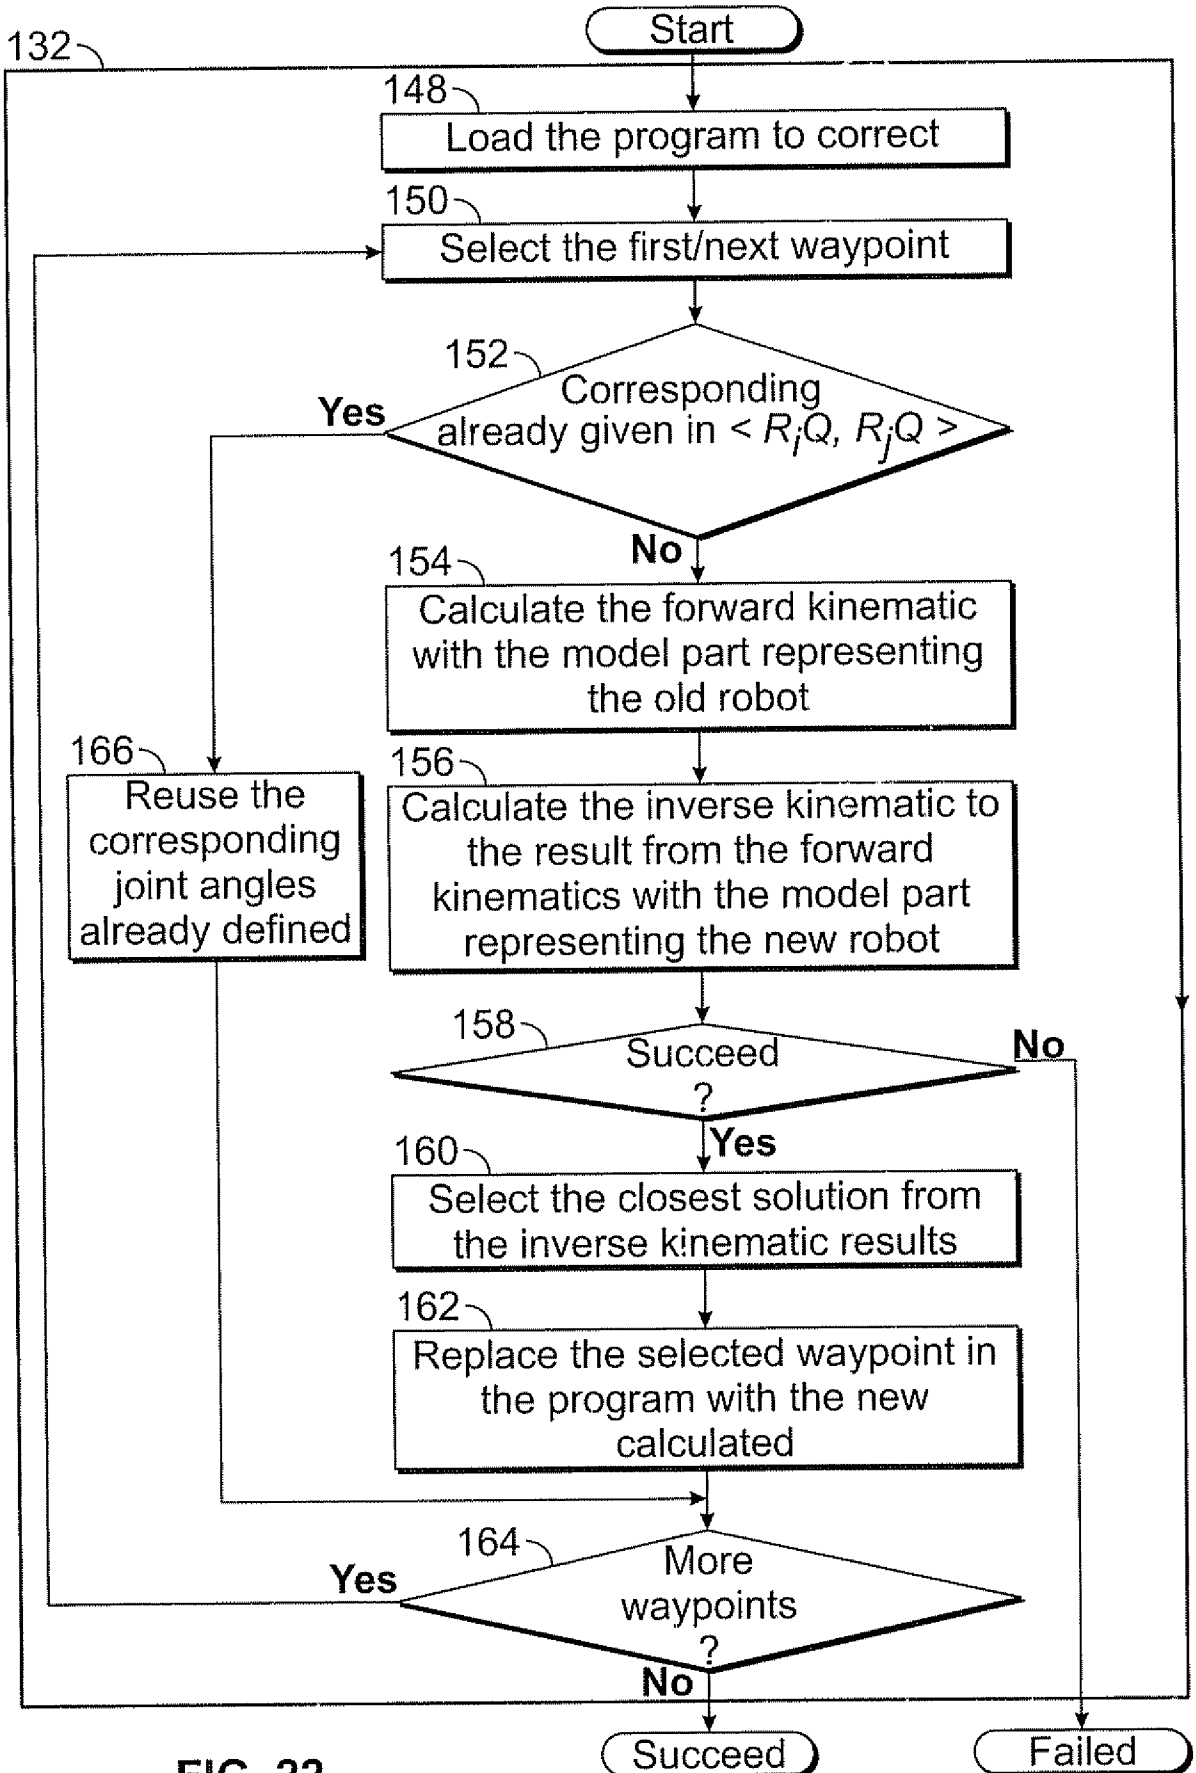 Start
132
148
Load the program to correct
150
Select the first/next waypoint
152
Corresponding
already given in < RiQ, RjQ >
Yes
No
154
Calculate the forward kinematic
with the model part representing
the old robot
166
Reuse the
corresponding
joint angles
already defined
156
Calculate the inverse kinematic to
the result from the forward
kinematics with the model part
representing the new robot
158
Succeed
?
No
Yes
160
Select the closest solution from
the inverse kinematic results
162
Replace the selected waypoint in
the program with the new
calculated
164
More
waypoints
?
Yes
No
Succeed
Failed